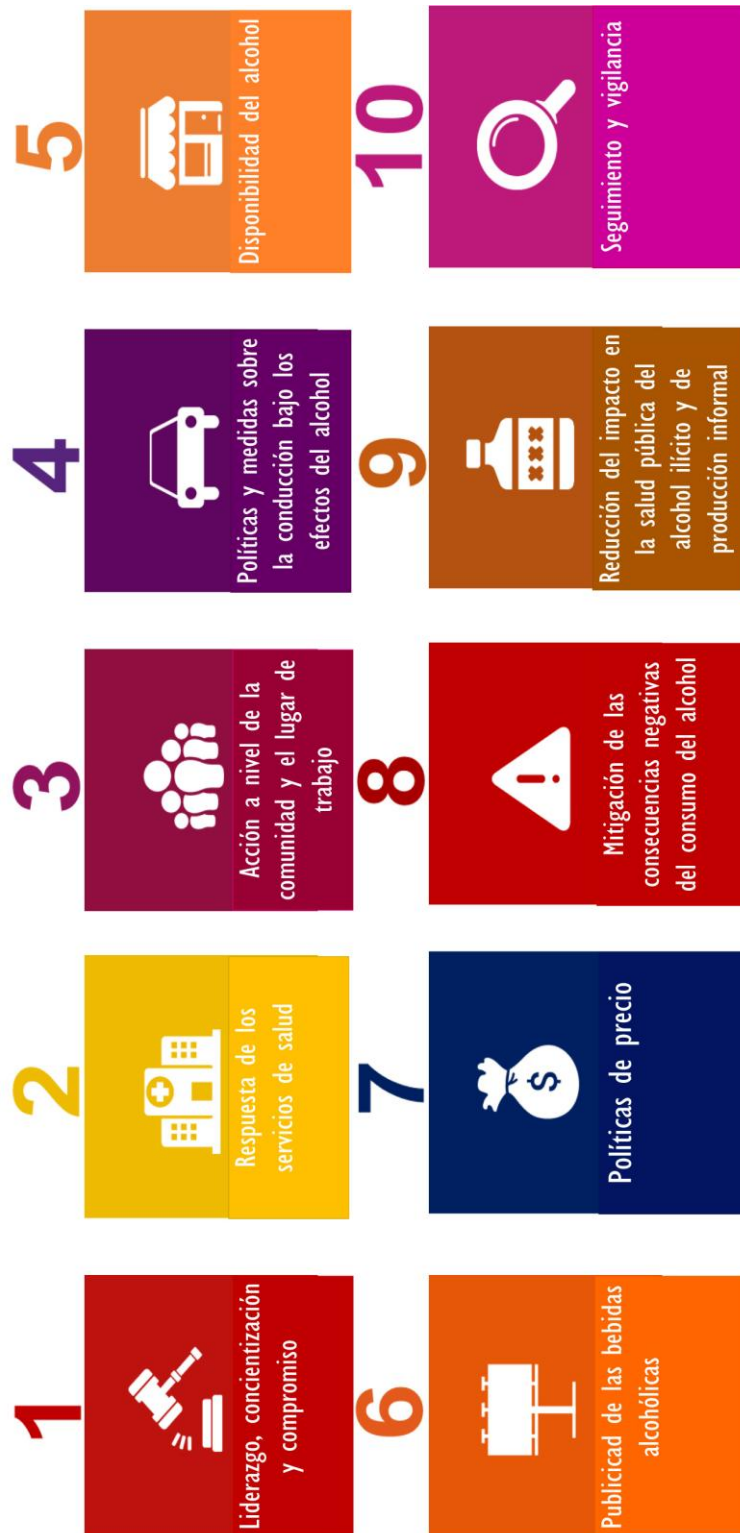 1
Liderazgo, concientización
y compromiso
2
Respuesta de los
servicios de salud
3
Acción a nivel de la
comunidad y el lugar de
trabajo
4
Políticas y medidas sobre
la conducción bajo los
efectos del alcohol
5
Disponibilidad del alcohol
6
Publicicad de las bebidas
alcohólicas
7
$
Políticas de precio
8
!
Mitigación de las
consecuencias negativas
del consumo del alcohol
9
xxx
xxx
Reducción del impacto en
la salud pública del
alcohol ilícito y de
producción informal
10
Seguimiento y vigilancia